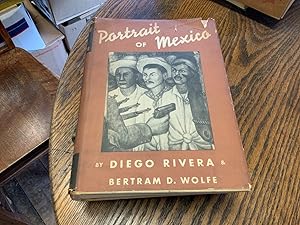 Portrait
OF Mexico
BY DIEGO RIVERA &
BERTRAM D. WOLFE